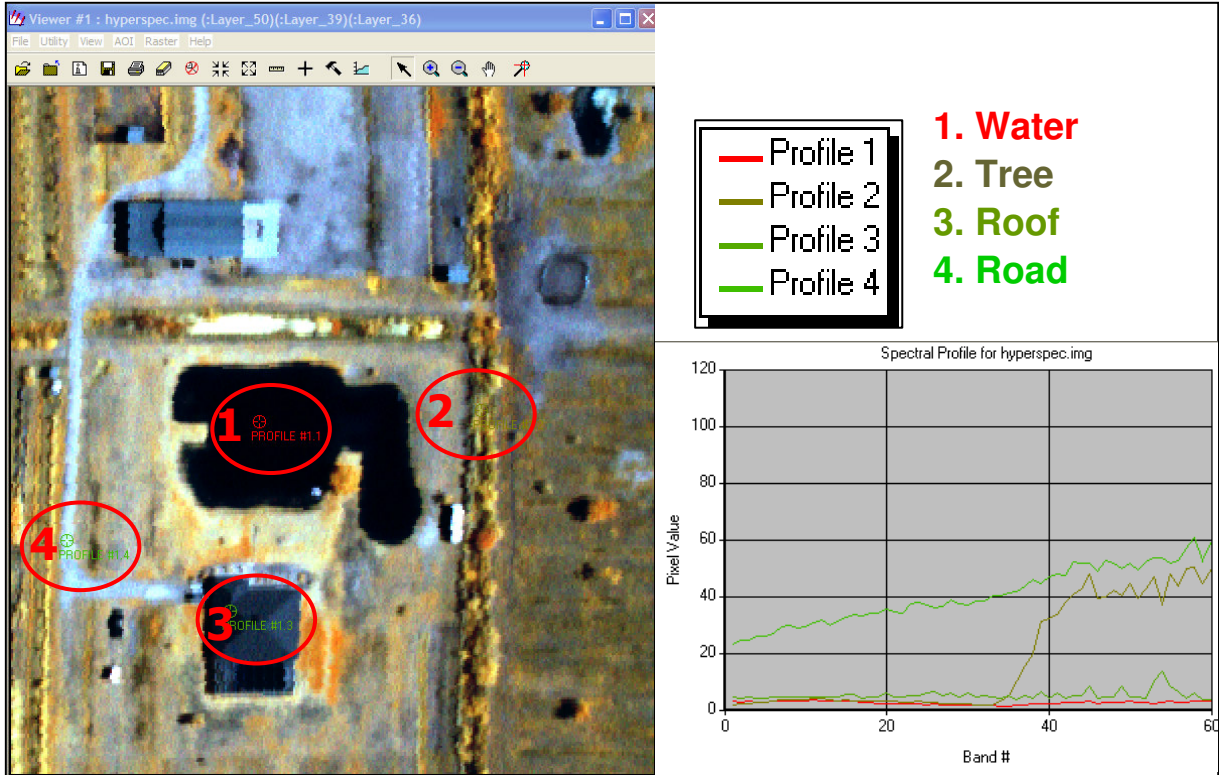 Viewer #1 : hyperspec.img (:Layer_50)(:Layer_39)(:Layer_36)
File Utility View AOI Raster Help
1
PROFILE #1.1
2
4
PROFILE #1.4
3
PROFILE #1.3
Profile 1
Profile 2
Profile 3
Profile 4
1. Water
2. Tree
3. Roof
4. Road
Spectral Profile for hyperspec.img
120
100
80
60
40
20
0
0 20 40 60
Pixel Value
Band #